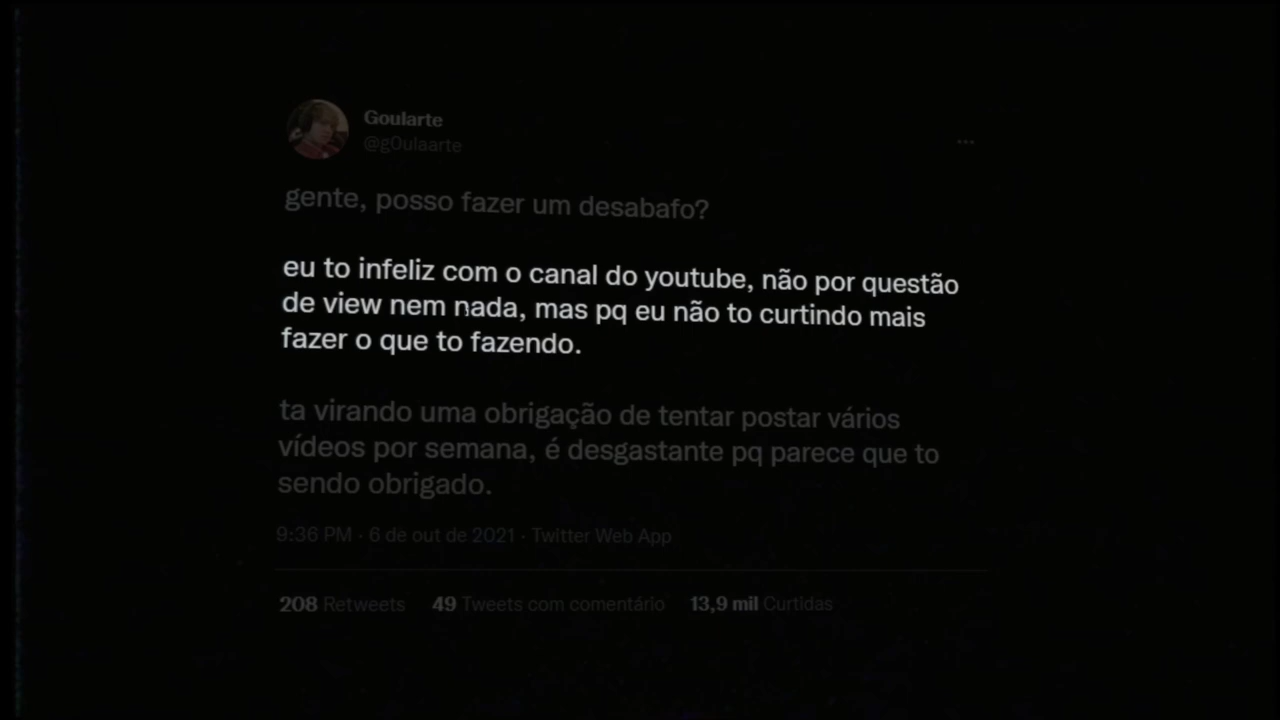 Goularte
@g0ulaarte
gente, posso fazer um desabafo?
eu to infeliz com o canal do youtube, não por questão
de view nem nada, mas pq eu não to curtindo mais
fazer o que to fazendo.
ta virando uma obrigação de tentar postar vários
vídeos por semana, é desgastante pq parece que to
sendo obrigado.
9:36 PM · 6 de out de 2021 · Twitter Web App
208 Retweets 49 Tweets com comentário 13,9 mil Curtidas